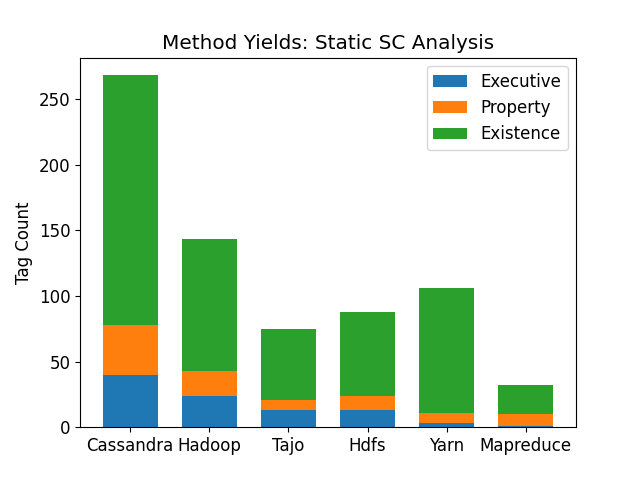 Method Yields: Static SC Analysis
Executive
Property
Existence
Tag Count
250
200
150
100
50
0
Cassandra Hadoop Tajo Hdfs Yarn Mapreduce